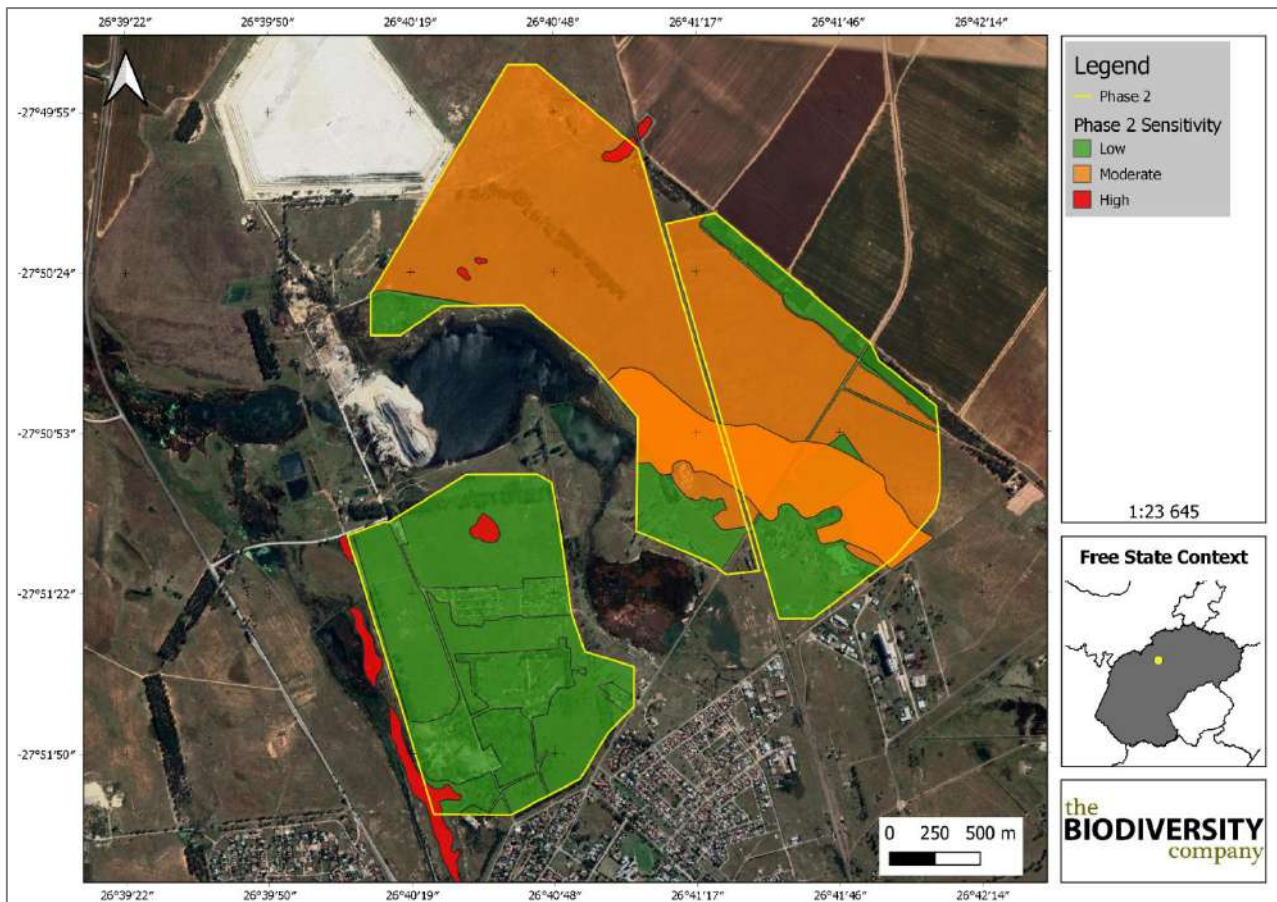 26°39'22" 26°39'50" 26°40'19" 26°40'48" 26°41'17" 26°41'46" 26°42'14"
-27°49'55"
-27°50'24"
-27°50'53"
-27°51'22"
-27°51'50"
0 250 500 m
26°39'22" 26°39'50" 26°40'19" 26°40'48" 26°41'17" 26°41'46" 26°42'14"
Legend
Phase 2
Phase 2 Sensitivity
Low
Moderate
High
1:23 645
Free State Context
the
BIODIVERSITY
company